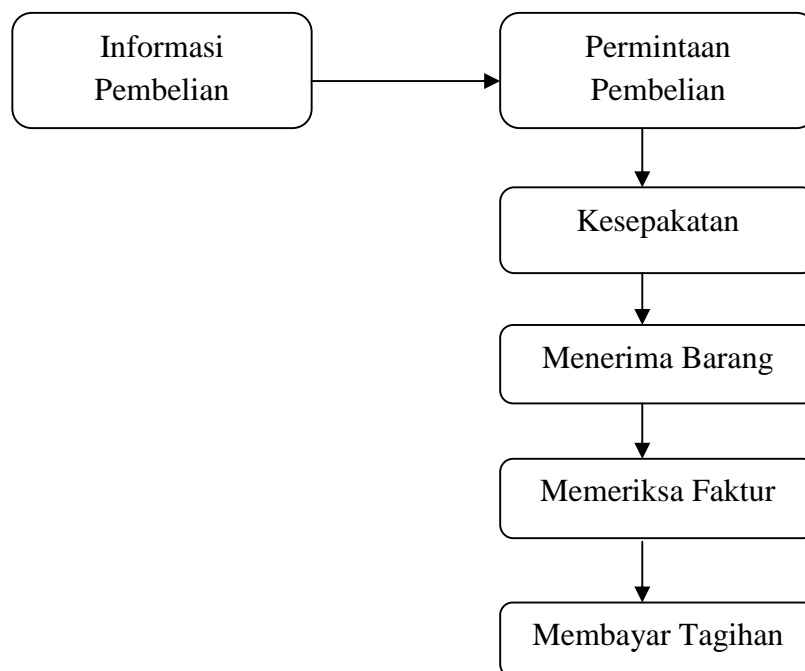 Informasi
Pembelian
Permintaan
Pembelian
Kesepakatan
Menerima Barang
Memeriksa Faktur
Membayar Tagihan